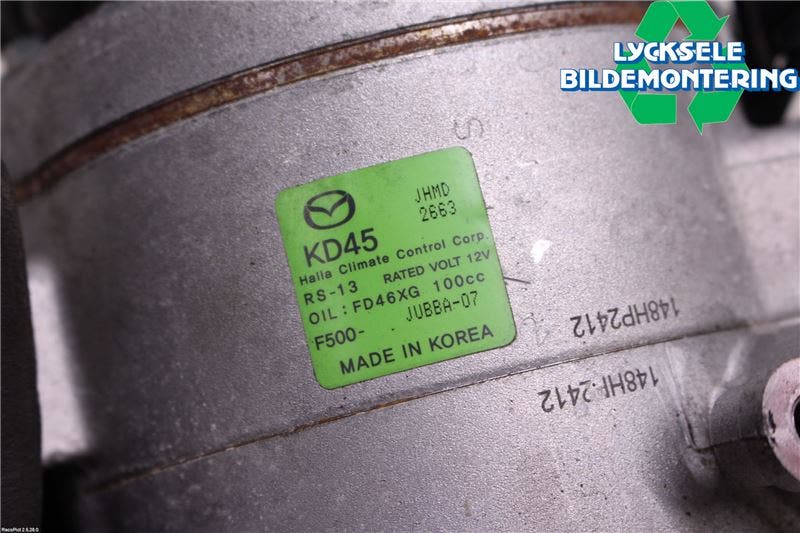 LYCKSELE
BILDEMONTERING
JHMD
2663
KD45
Halla Climate Control Corp.
RS-13 RATED VOLT 12V
OIL: FD46XG 100cc
F500- JUBBA-07
MADE IN KOREA
148HP2412
2412